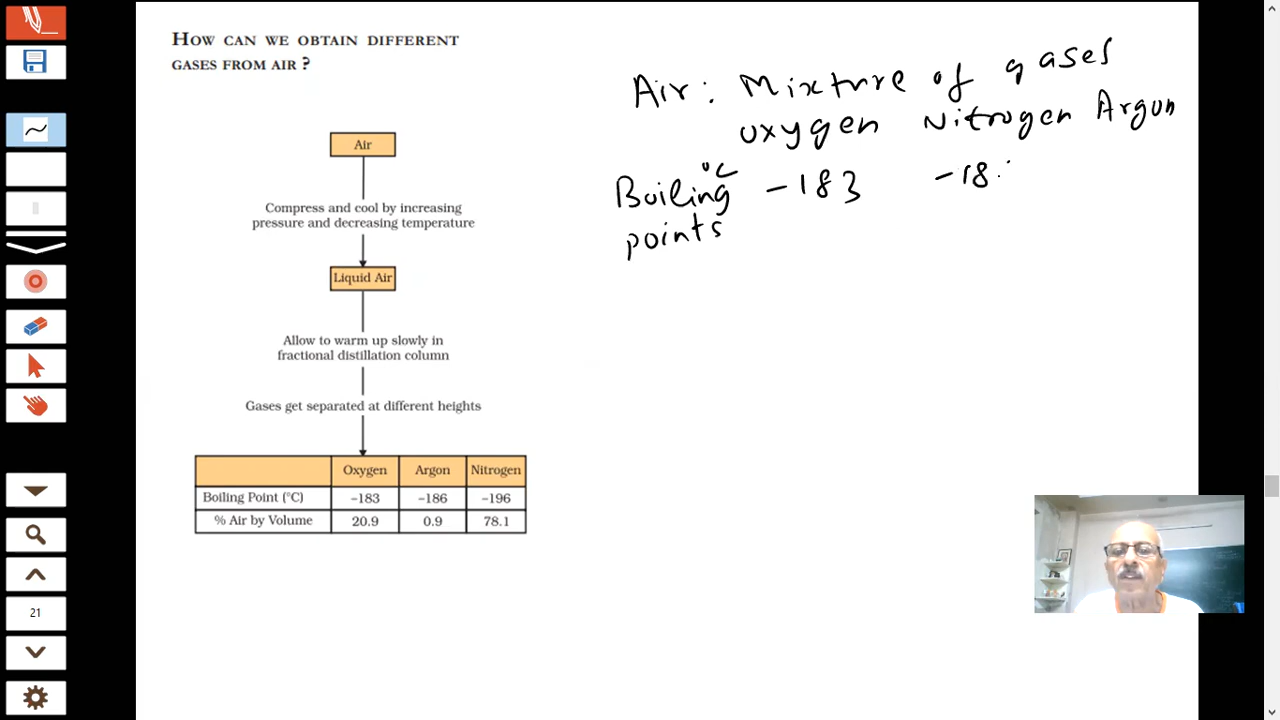 HOW CAN WE OBTAIN DIFFERENT
GASES FROM AIR ?
Air
Compress and cool by increasing
pressure and decreasing temperature
Liquid Air
Allow to warm up slowly in
fractional distillation column
Gases get separated at different heights
Oxygen Argon Nitrogen
Boiling Point (°C) –183 –186 –196
% Air by Volume 20.9 0.9 78.1
Air : Mixture of gases
oxygen Nitrogen Argon
Boiling °C -183 -18
points
21